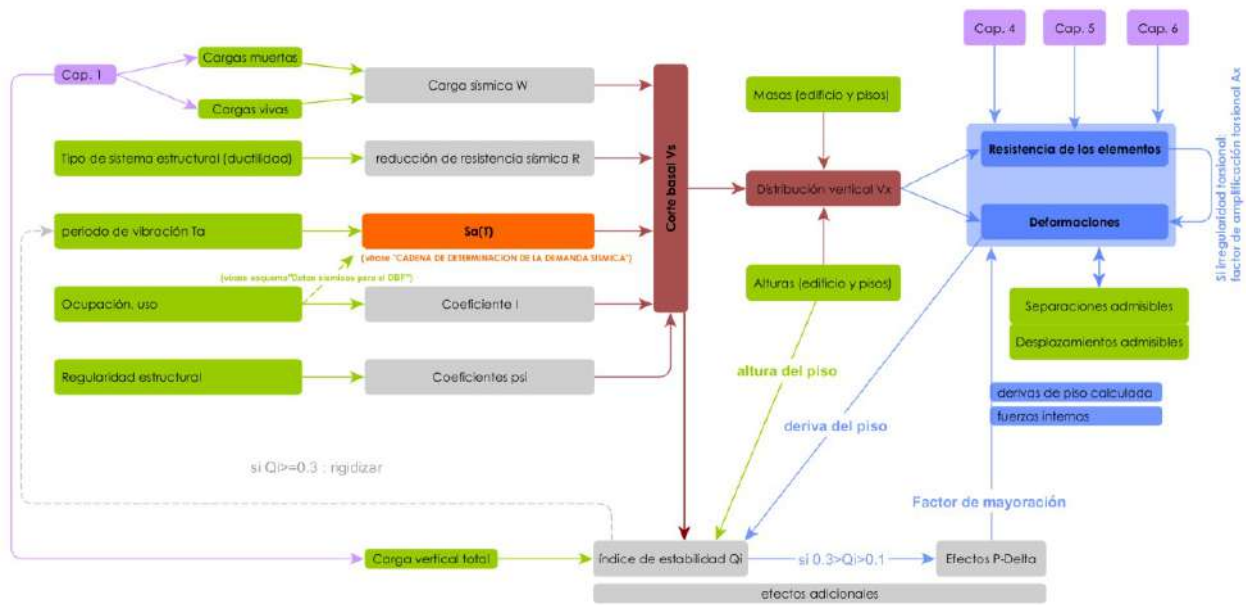 Cap. 4
Cap. 5
Cap. 6
Cargas muertas
Cap. 1
Cargas vivas
Carga sísmica W
Masas (edificio y pisos)
Tipo de sistema estructural (ductilidad)
reducción de resistencia sísmica R
Corte basal Vs
Distribución vertical Vx
Resistencia de los elementos
Deformaciones
Si irregularidad torsional:
factor de amplificación torsional Ax
periodo de vibración Ta
Sa(T)
(véase "CADENA DE DETERMINACION DE LA DEMANDA SÍSMICA")
(véase esquema"Datos sísmicos para el DBF")
Ocupación, uso
Coeficiente I
Alturas (edificio y pisos)
Separaciones admisibles
Desplazamientos admisibles
Regularidad estructural
Coeficientes psi
altura del piso
deriva del piso
derivas de piso calculada
fuerzas internas
si Qi>=0.3 : rigidizar
Factor de mayoración
Carga vertical total
índice de estabilidad Qi
si 0.3>Qi>0.1
Efectos P-Delta
efectos adicionales